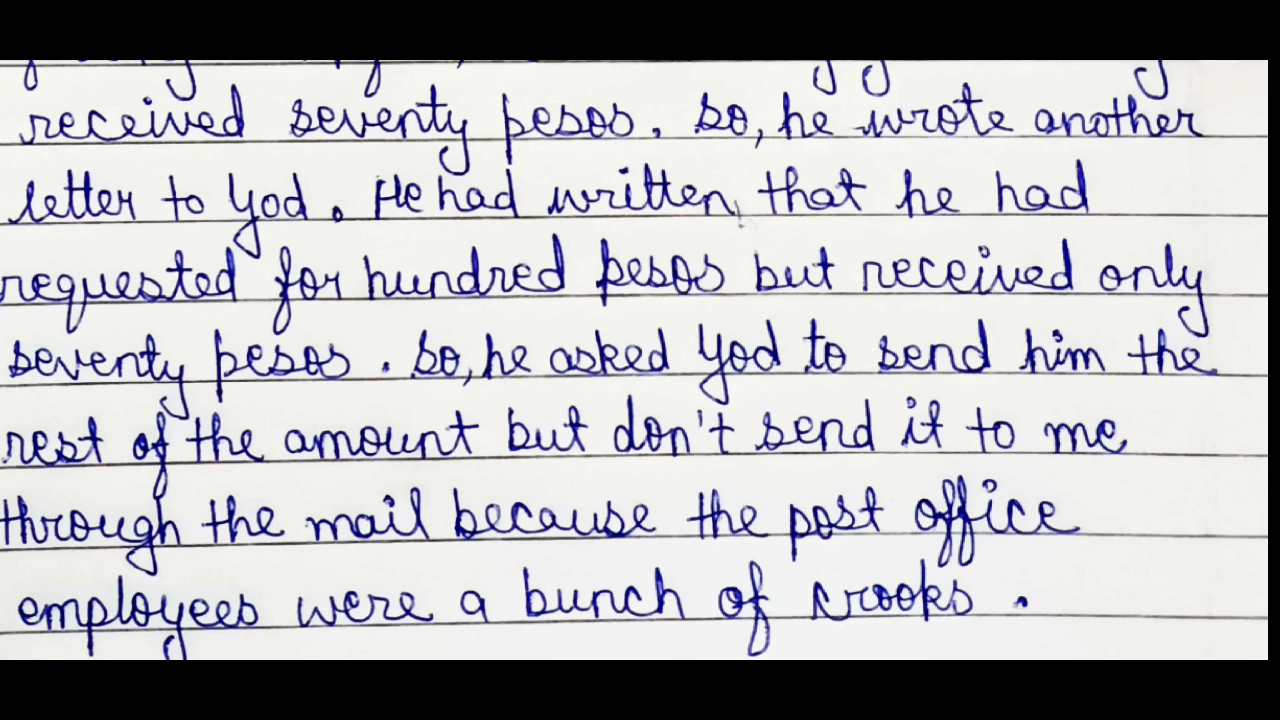 received seventy pesos. So, he wrote another
letter to God. He had written, that he had
requested for hundred pesos but received only
seventy pesos. So, he asked God to send him the
rest of the amount but don't send it to me
through the mail because the post office
employees were a bunch of crooks.